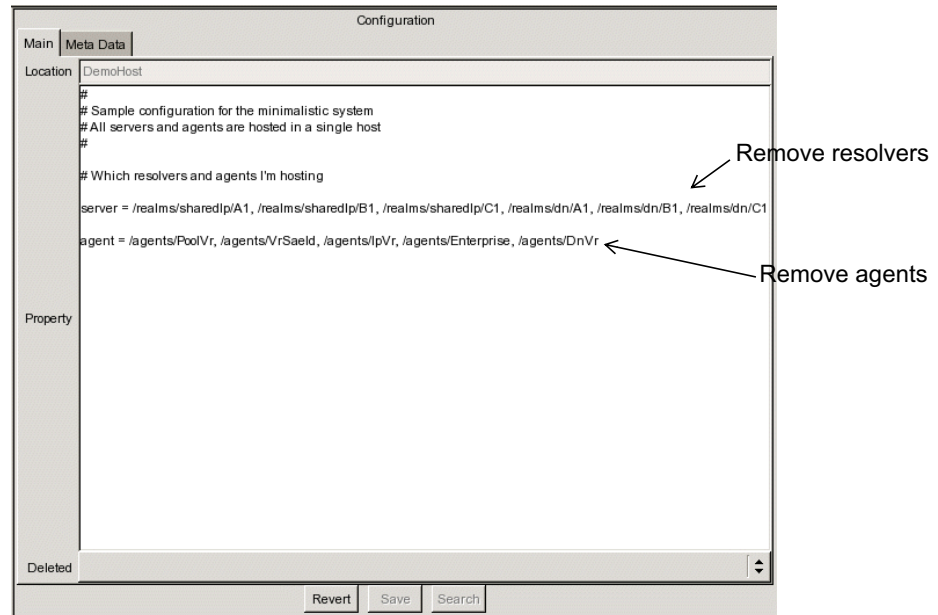 Configuration
Main
Meta Data
Location
DemoHost
#
# Sample configuration for the minimalistic system
# All servers and agents are hosted in a single host
#
# Which resolvers and agents I'm hosting
server = /realms/sharedIp/A1, /realms/sharedIp/B1, /realms/sharedIp/C1, /realms/dn/A1, /realms/dn/B1, /realms/dn/C1
agent = /agents/PoolVr, /agents/VrSaeId, /agents/IpVr, /agents/Enterprise, /agents/DnVr
Remove resolvers
Remove agents
Property
Deleted
Revert
Save
Search